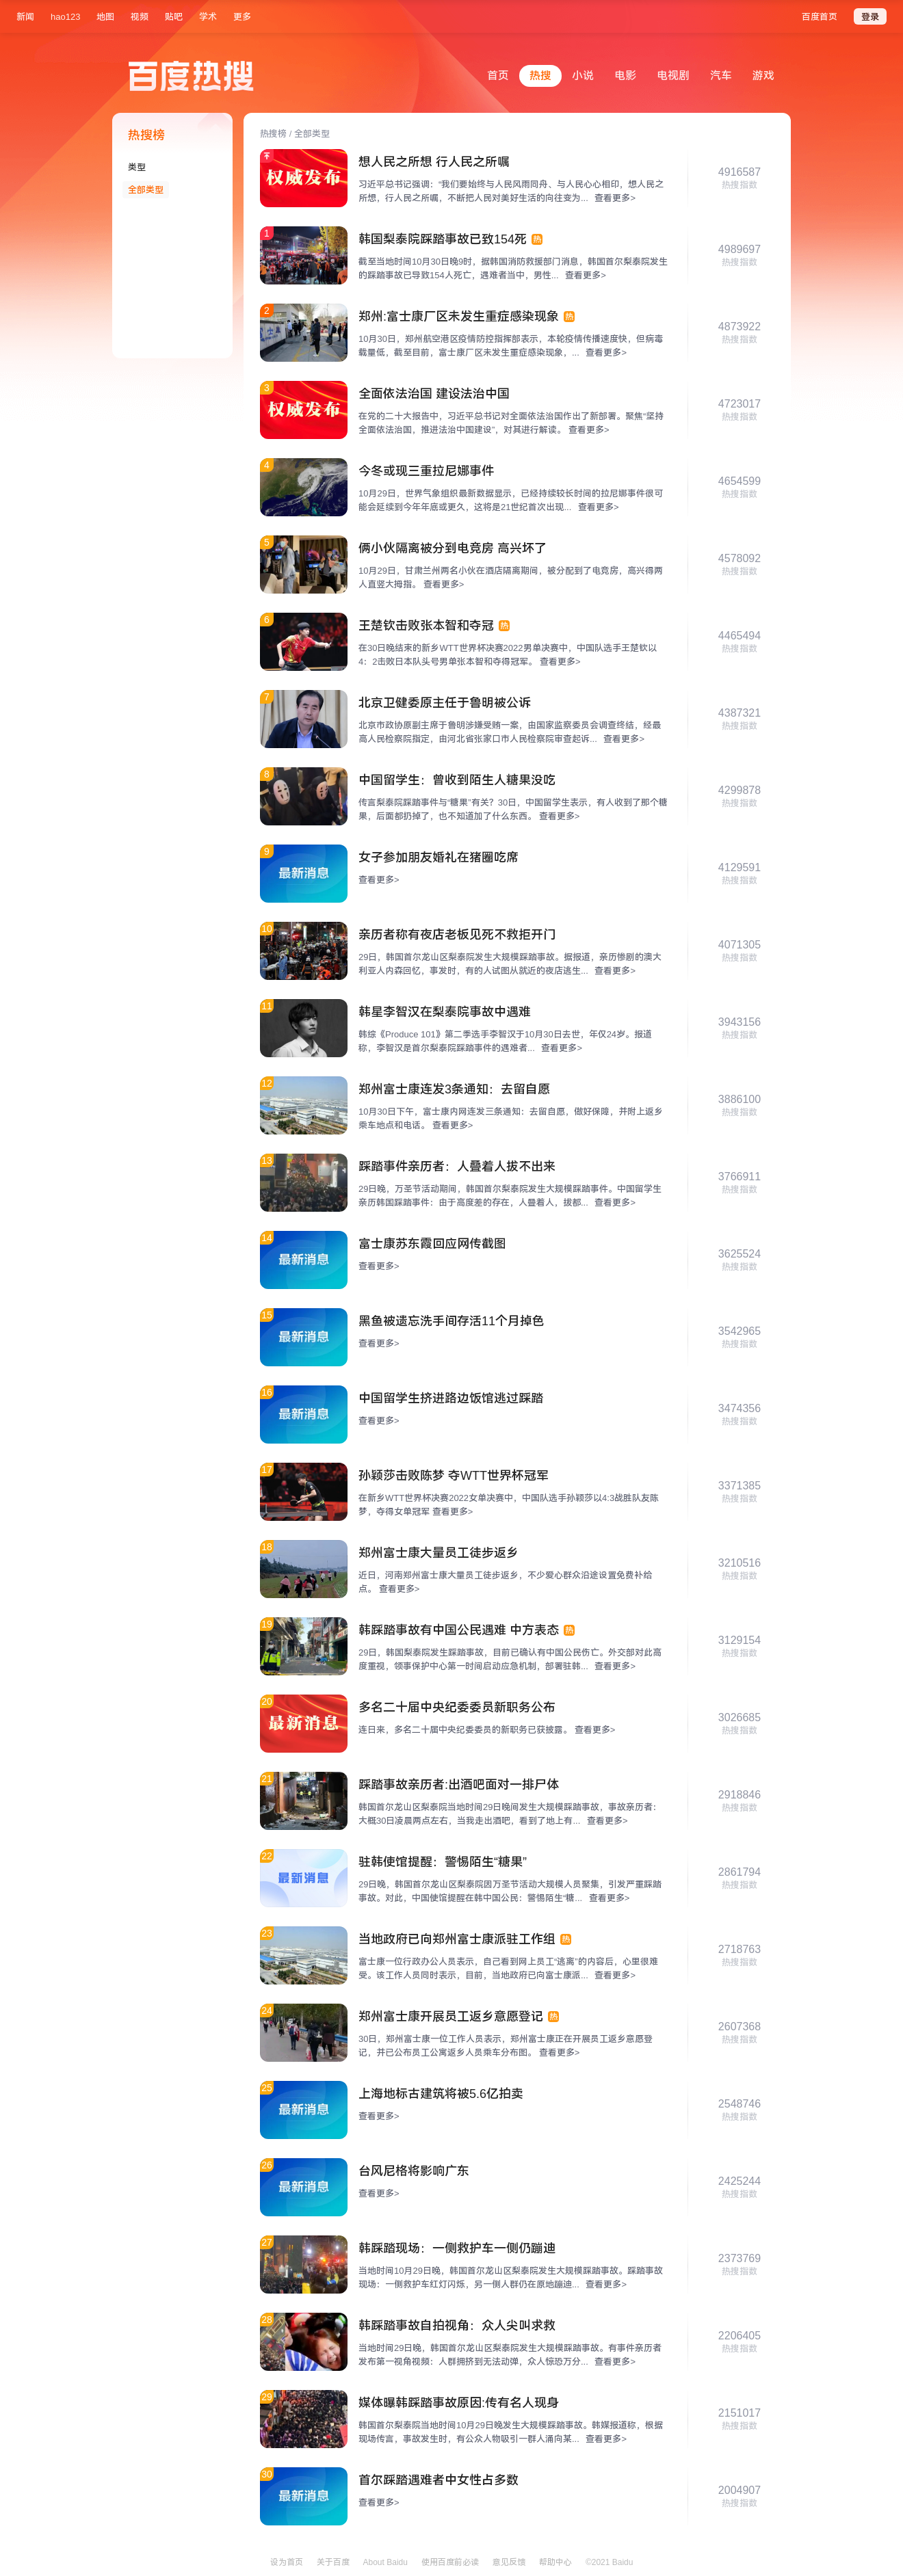 新闻
hao123
地图
视频
贴吧
学术
更多
百度首页
登录
百度热搜
首页
热搜
小说
电影
电视剧
汽车
游戏
热搜榜
类型
全部类型
热搜榜 / 全部类型
权威发布
想人民之所想 行人民之所嘱
习近平总书记强调:“我们要始终与人民风雨同舟、与人民心心相印，想人民之
所想，行人民之所嘱，不断把人民对美好生活的向往变为... 查看更多>
4916587
热搜指数
1
韩国梨泰院踩踏事故已致154死 热
截至当地时间10月30日晚9时，据韩国消防救援部门消息，韩国首尔梨泰院发生
的踩踏事故已导致154人死亡，遇难者当中，男性... 查看更多>
4989697
热搜指数
2
郑州:富士康厂区未发生重症感染现象 热
10月30日，郑州航空港区疫情防控指挥部表示，本轮疫情传播速度快，但病毒
载量低，截至目前，富士康厂区未发生重症感染现象，... 查看更多>
4873922
热搜指数
3
权威发布
全面依法治国 建设法治中国
在党的二十大报告中，习近平总书记对全面依法治国作出了新部署。聚焦“坚持
全面依法治国，推进法治中国建设”，对其进行解读。 查看更多>
4723017
热搜指数
4
今冬或现三重拉尼娜事件
10月29日，世界气象组织最新数据显示，已经持续较长时间的拉尼娜事件很可
能会延续到今年年底或更久，这将是21世纪首次出现... 查看更多>
4654599
热搜指数
5
俩小伙隔离被分到电竞房 高兴坏了
10月29日，甘肃兰州两名小伙在酒店隔离期间，被分配到了电竞房，高兴得两
人直竖大拇指。 查看更多>
4578092
热搜指数
6
王楚钦击败张本智和夺冠 热
在30日晚结束的新乡WTT世界杯决赛2022男单决赛中，中国队选手王楚钦以
4：2击败日本队头号男单张本智和夺得冠军。 查看更多>
4465494
热搜指数
7
北京卫健委原主任于鲁明被公诉
北京市政协原副主席于鲁明涉嫌受贿一案，由国家监察委员会调查终结，经最
高人民检察院指定，由河北省张家口市人民检察院审查起诉... 查看更多>
4387321
热搜指数
8
中国留学生：曾收到陌生人糖果没吃
传言梨泰院踩踏事件与“糖果”有关？30日，中国留学生表示，有人收到了那个糖
果，后面都扔掉了，也不知道加了什么东西。 查看更多>
4299878
热搜指数
9
最新消息
女子参加朋友婚礼在猪圈吃席
查看更多>
4129591
热搜指数
10
亲历者称有夜店老板见死不救拒开门
29日，韩国首尔龙山区梨泰院发生大规模踩踏事故。据报道，亲历惨剧的澳大
利亚人内森回忆，事发时，有的人试图从就近的夜店逃生... 查看更多>
4071305
热搜指数
11
韩星李智汉在梨泰院事故中遇难
韩综《Produce 101》第二季选手李智汉于10月30日去世，年仅24岁。报道
称，李智汉是首尔梨泰院踩踏事件的遇难者... 查看更多>
3943156
热搜指数
12
郑州富士康连发3条通知：去留自愿
10月30日下午，富士康内网连发三条通知：去留自愿，做好保障，并附上返乡
乘车地点和电话。 查看更多>
3886100
热搜指数
13
踩踏事件亲历者：人叠着人拔不出来
29日晚，万圣节活动期间，韩国首尔梨泰院发生大规模踩踏事件。中国留学生
亲历韩国踩踏事件：由于高度差的存在，人叠着人，拔都... 查看更多>
3766911
热搜指数
14
最新消息
富士康苏东霞回应网传截图
查看更多>
3625524
热搜指数
15
最新消息
黑鱼被遗忘洗手间存活11个月掉色
查看更多>
3542965
热搜指数
16
最新消息
中国留学生挤进路边饭馆逃过踩踏
查看更多>
3474356
热搜指数
17
孙颖莎击败陈梦 夺WTT世界杯冠军
在新乡WTT世界杯决赛2022女单决赛中，中国队选手孙颖莎以4:3战胜队友陈
梦，夺得女单冠军 查看更多>
3371385
热搜指数
18
郑州富士康大量员工徒步返乡
近日，河南郑州富士康大量员工徒步返乡，不少爱心群众沿途设置免费补给
点。 查看更多>
3210516
热搜指数
19
韩踩踏事故有中国公民遇难 中方表态 热
29日，韩国梨泰院发生踩踏事故，目前已确认有中国公民伤亡。外交部对此高
度重视，领事保护中心第一时间启动应急机制，部署驻韩... 查看更多>
3129154
热搜指数
20
最新消息
多名二十届中央纪委委员新职务公布
连日来，多名二十届中央纪委委员的新职务已获披露。 查看更多>
3026685
热搜指数
21
踩踏事故亲历者:出酒吧面对一排尸体
韩国首尔龙山区梨泰院当地时间29日晚间发生大规模踩踏事故，事故亲历者:
大概30日凌晨两点左右，当我走出酒吧，看到了地上有... 查看更多>
2918846
热搜指数
22
最新消息
驻韩使馆提醒：警惕陌生“糖果”
29日晚，韩国首尔龙山区梨泰院因万圣节活动大规模人员聚集，引发严重踩踏
事故。对此，中国使馆提醒在韩中国公民：警惕陌生“糖... 查看更多>
2861794
热搜指数
23
当地政府已向郑州富士康派驻工作组 热
富士康一位行政办公人员表示，自己看到网上员工“逃离”的内容后，心里很难
受。该工作人员同时表示，目前，当地政府已向富士康派... 查看更多>
2718763
热搜指数
24
郑州富士康开展员工返乡意愿登记 热
30日，郑州富士康一位工作人员表示，郑州富士康正在开展员工返乡意愿登
记，并已公布员工公寓返乡人员乘车分布图。 查看更多>
2607368
热搜指数
25
最新消息
上海地标古建筑将被5.6亿拍卖
查看更多>
2548746
热搜指数
26
最新消息
台风尼格将影响广东
查看更多>
2425244
热搜指数
27
韩踩踏现场：一侧救护车一侧仍蹦迪
当地时间10月29日晚，韩国首尔龙山区梨泰院发生大规模踩踏事故。踩踏事故
现场：一侧救护车红灯闪烁，另一侧人群仍在原地蹦迪... 查看更多>
2373769
热搜指数
28
韩踩踏事故自拍视角：众人尖叫求救
当地时间29日晚，韩国首尔龙山区梨泰院发生大规模踩踏事故。有事件亲历者
发布第一视角视频：人群拥挤到无法动弹，众人惊恐万分... 查看更多>
2206405
热搜指数
29
媒体曝韩踩踏事故原因:传有名人现身
韩国首尔梨泰院当地时间10月29日晚发生大规模踩踏事故。韩媒报道称，根据
现场传言，事故发生时，有公众人物吸引一群人涌向某... 查看更多>
2151017
热搜指数
30
最新消息
首尔踩踏遇难者中女性占多数
查看更多>
2004907
热搜指数
设为首页
关于百度
About Baidu
使用百度前必读
意见反馈
帮助中心
©2021 Baidu